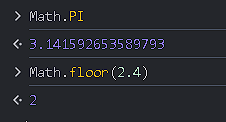 > Math.PI
<· 3.141592653589793
> Math.floor(2.4)
<· 2